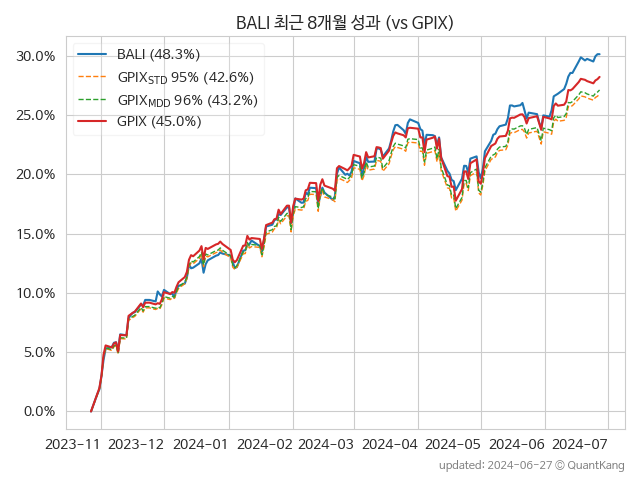 BALI 최근 8개월 성과 (vs GPIX)
30.0%
25.0%
20.0%
15.0%
10.0%
5.0%
0.0%
BALI (48.3%)
GPIXSTD 95% (42.6%)
GPIXMDD 96% (43.2%)
GPIX (45.0%)
2023-11 2023-12 2024-01 2024-02 2024-03 2024-04 2024-05 2024-06 2024-07
updated: 2024-06-27 © QuantKang